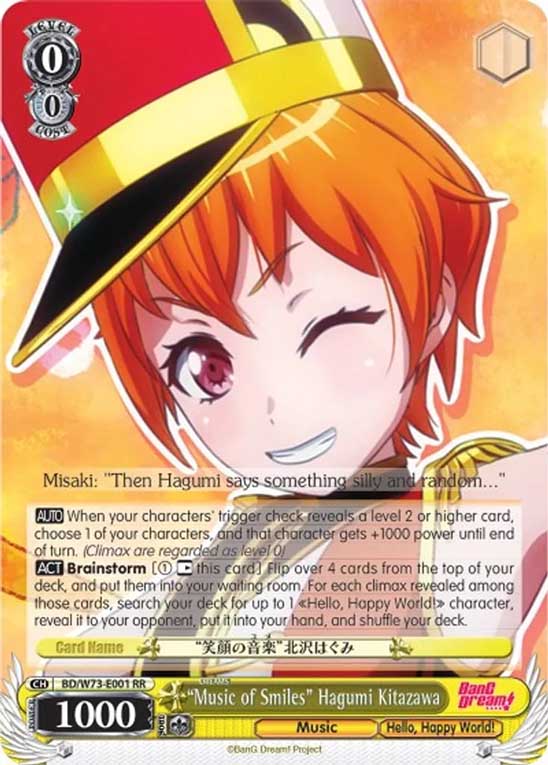 LEVEL
0
0
COST
Misaki: "Then Hagumi says something silly and random..."
AUTO When your characters' trigger check reveals a level 2 or higher card,
choose 1 of your characters, and that character gets +1000 power until end
of turn. (Climax are regarded as level 0)
ACT Brainstorm [① this card] Flip over 4 cards from the top of your
deck, and put them into your waiting room. For each climax revealed among
those cards, search your deck for up to 1 «Hello, Happy World!» character,
reveal it to your opponent, put it into your hand, and shuffle your deck.
Card Name
“笑顔の音楽”北沢はぐみ
CH BD/W73-E001 RR
“Music of Smiles” Hagumi Kitazawa
BanG Dream!
POWER
1000
SOUL
Music
Hello, Happy World!
©BanG Dream! Project